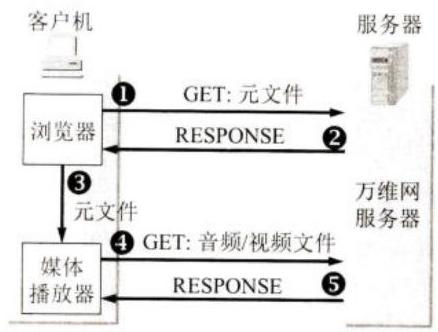 客户机
服务器
❶
GET: 元文件
浏览器
RESPONSE
❷
❸
元文件
万维网
服务器
❹
GET: 音频/视频文件
媒体
播放器
RESPONSE
❺